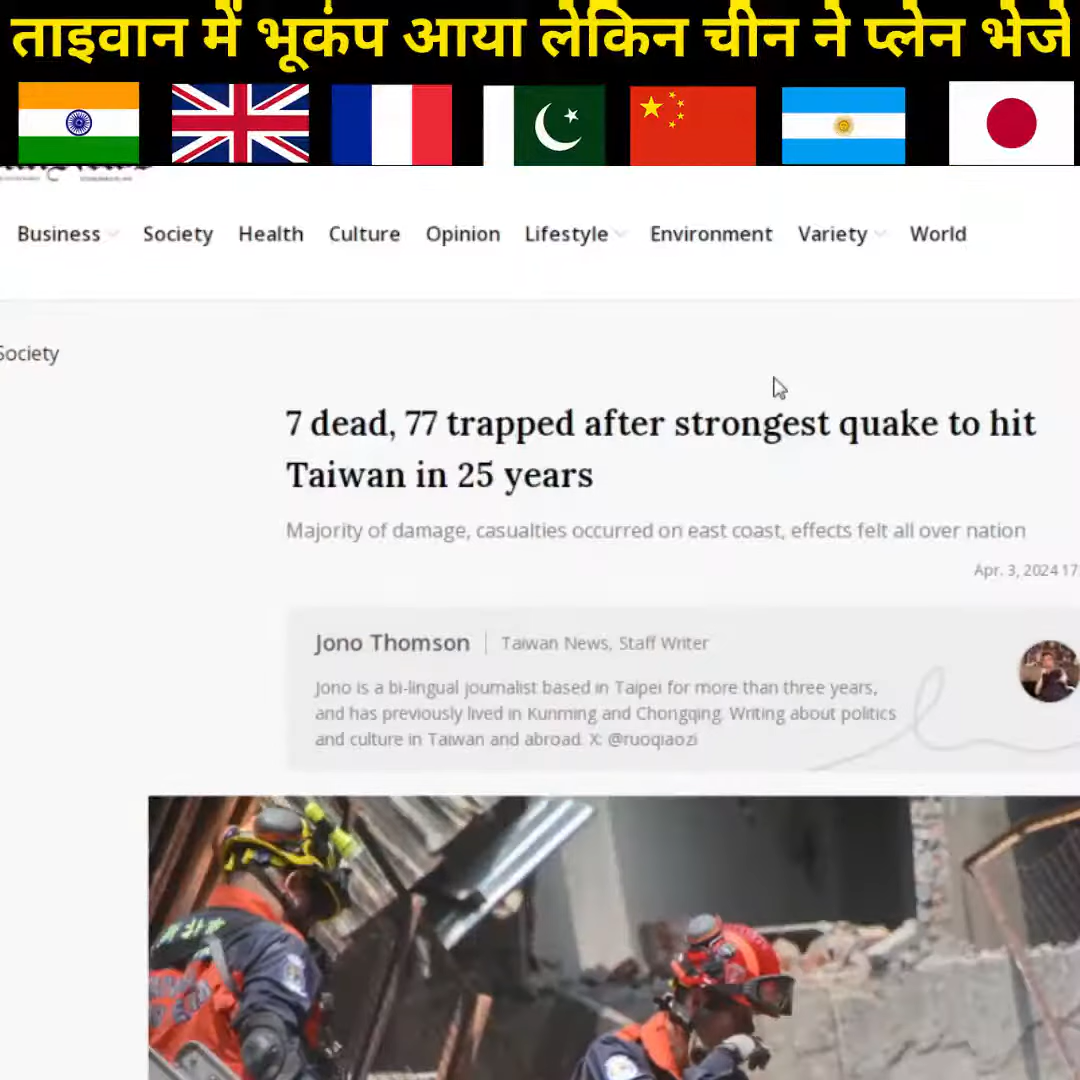 ताइवान में भूकंप आया लेकिन चीन ने प्लेन भेजे
Business Society Health Culture Opinion Lifestyle Environment Variety World
Society
7 dead, 77 trapped after strongest quake to hit
Taiwan in 25 years
Majority of damage, casualties occurred on east coast, effects felt all over nation
Apr. 3, 2024 17:
Jono Thomson
Taiwan News, Staff Writer
Jono is a bi-lingual journalist based in Taipei for more than three years,
and has previously lived in Kunming and Chongqing. Writing about politics
and culture in Taiwan and abroad. X: @ruoqiaozi